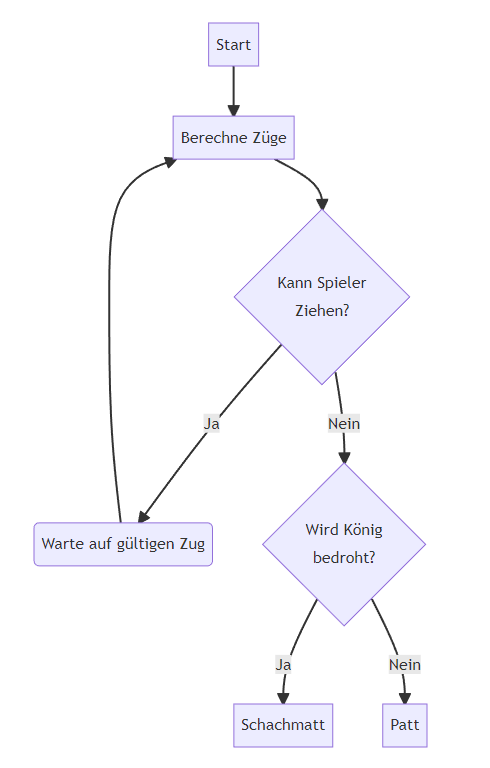 Start
Berechne Züge
Kann Spieler
Ziehen?
Ja
Nein
Wird König
bedroht?
Warte auf gültigen Zug
Ja
Nein
Schachmatt
Patt